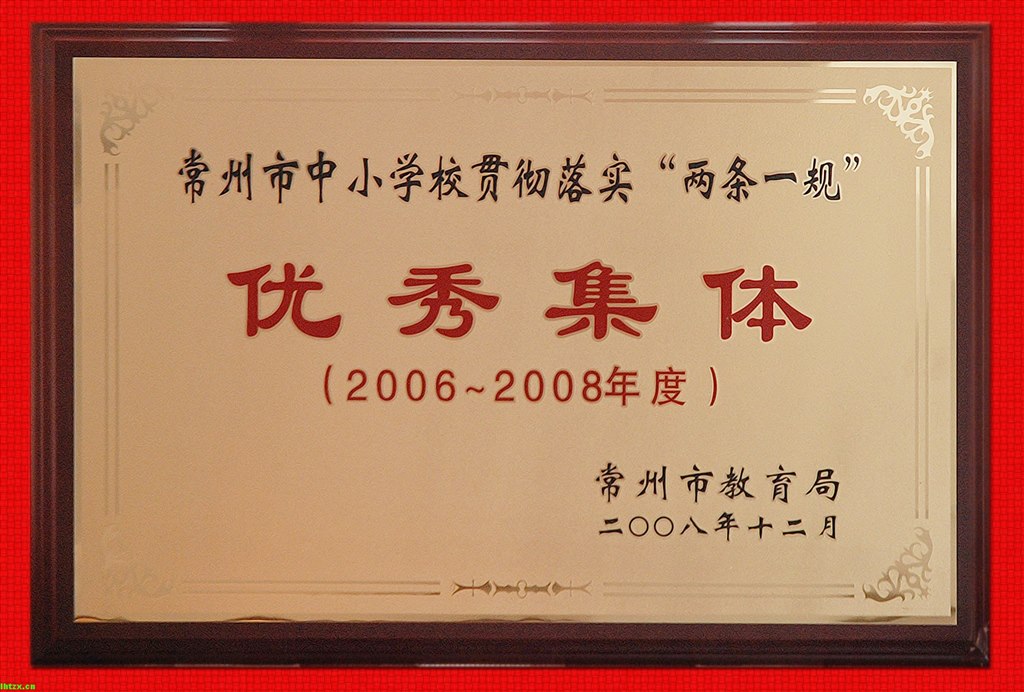 常州市中小学校贯彻落实“两条一规”
优秀集体
（2006～2008年度）
常州市教育局
二〇〇八年十二月
lhtzx.cn